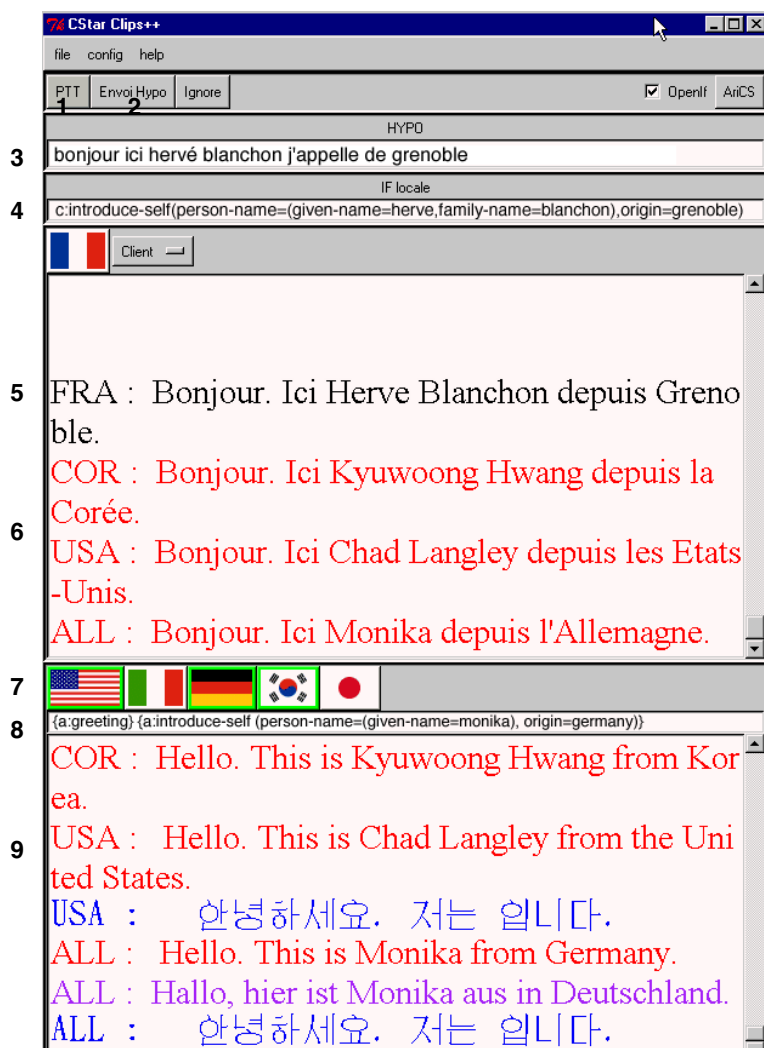 CStar Clips++
file config help
PTT Envoi Hypo Ignore OpenIf AriCS
1 2
HYPO
3 bonjour ici hervé blanchon j'appelle de grenoble
IF locale
4 c:introduce-self(person-name=(given-name=herve,family-name=blanchon),origin=grenoble)
Client
5 FRA : Bonjour. Ici Herve Blanchon depuis Greno
ble.
COR : Bonjour. Ici Kyuwoong Hwang depuis la
Corée.
6
USA : Bonjour. Ici Chad Langley depuis les Etats
-Unis.
ALL : Bonjour. Ici Monika depuis l'Allemagne.
7
8 {a:greeting} {a:introduce-self (person-name=(given-name=monika), origin=germany)}
COR : Hello. This is Kyuwoong Hwang from Kor
ea.
9 USA : Hello. This is Chad Langley from the Uni
ted States.
USA : 안녕하세요. 저는 입니다.
ALL : Hello. This is Monika from Germany.
ALL : Hallo, hier ist Monika aus in Deutschland.
ALL : 안녕하세요. 저는 입니다.